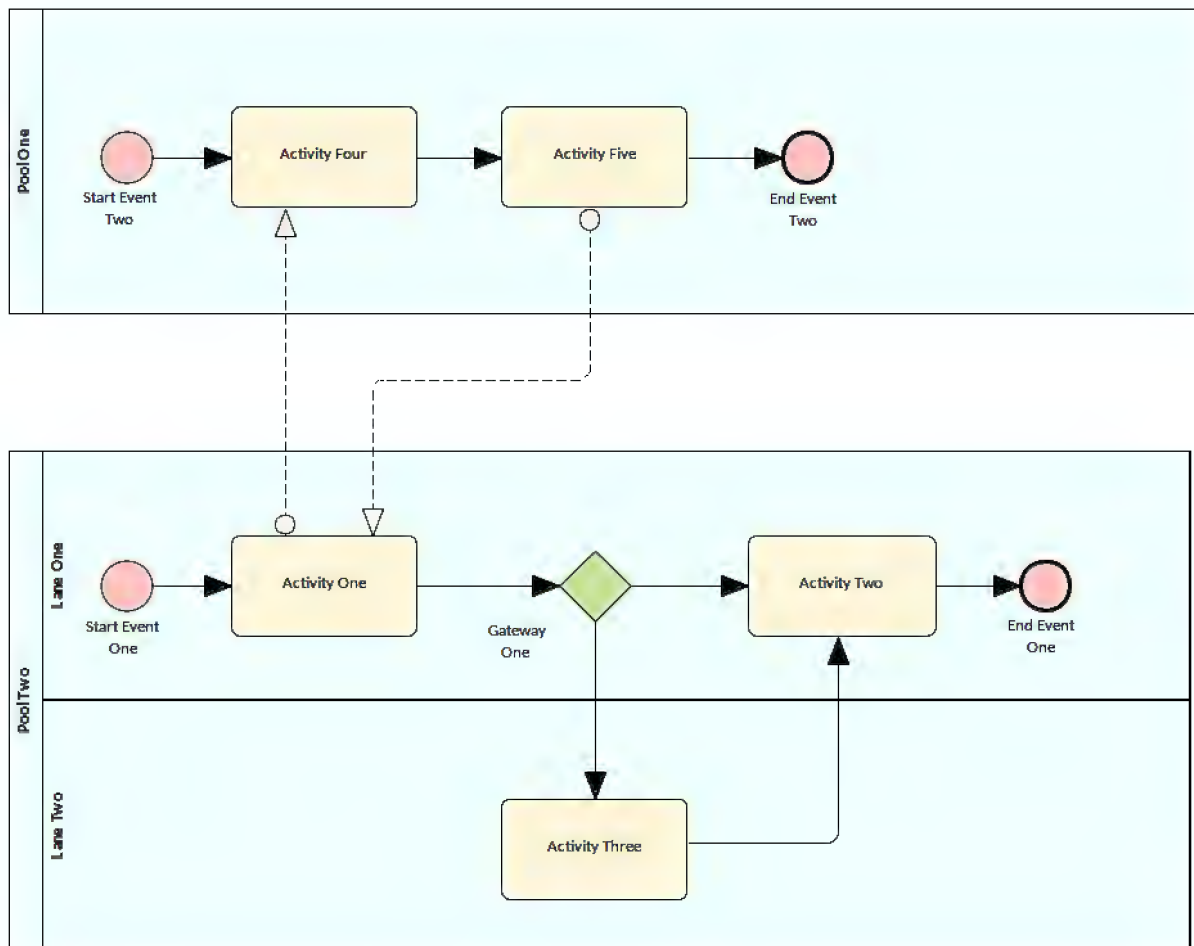 Pool One
Activity Four
Activity Five
Start Event
Two
End Event
Two
Pool Two
Lane One
Activity One
Activity Two
Start Event
One
Gateway
One
End Event
One
Lane Two
Activity Three